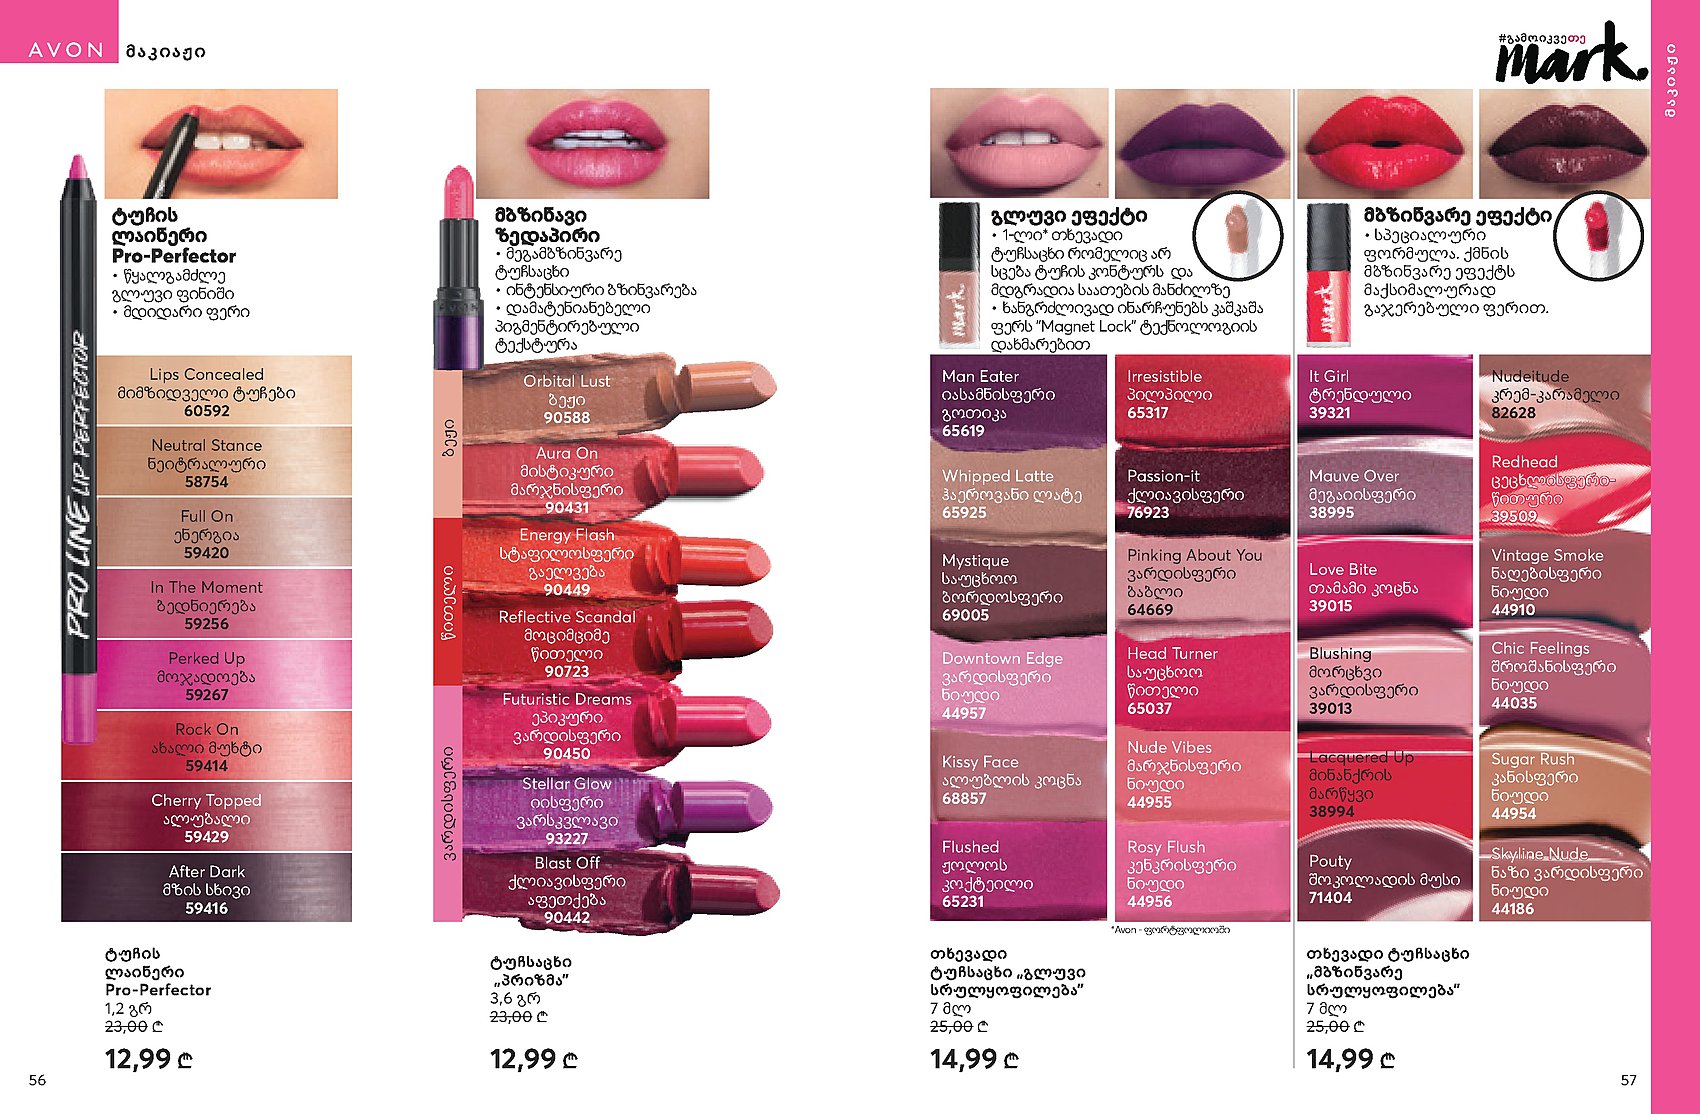 AVON
მაკიაჟი
#გამოიკვეთე
mark.
მაკიაჟი
ტუჩის
ლაინერი
Pro-Perfector
• წყალგამძლე
გლუვი ფინიში
• მდიდარი ფერი
PRO LINE LIP PERFECTOR
Lips Concealed
მიმზიდველი ტუჩები
60592
Neutral Stance
ნეიტრალური
58754
Full On
ენერგია
59420
In The Moment
ბედნიერება
59256
Perked Up
მოჯადოება
59267
Rock On
ახალი მუხტი
59414
Cherry Topped
ალუბალი
59429
After Dark
მზის სხივი
59416
ტუჩის
ლაინერი
Pro-Perfector
1,2 გრ
23,00 ₾
12,99 ₾
56
მბზინავი
ზედაპირი
• მეგამბზინვარე
ტუჩსაცხი
• ინტენსიური ბზინვარება
• დამატენიანებელი
პიგმენტირებული
ტექსტურა
AVON
ბეჟი
წითელი
ვარდისფერი
Orbital Lust
ბეჟი
90588
Aura On
მისტიკური
მარჯნისფერი
90431
Energy Flash
სტაფილოსფერი
გაელვება
90449
Reflective Scandal
მოციმციმე
წითელი
90723
Futuristic Dreams
ეპიკური
ვარდისფერი
90450
Stellar Glow
იისფერი
ვარსკვლავი
93227
Blast Off
ქლიავისფერი
აფეთქება
90442
ტუჩსაცხი
„პრიზმა”
3,6 გრ
23,00 ₾
12,99 ₾
გლუვი ეფექტი
• 1-ლი* თხევადი
ტუჩსაცხი რომელიც არ
სცება ტუჩის კონტურს და
მდგრადია საათების მანძილზე
• ხანგრძლივად ინარჩუნებს კაშკაშა
ფერს "Magnet Lock" ტექნოლოგიის
დახმარებით
mark.
Man Eater
იასამნისფერი
გოთიკა
65619
Whipped Latte
ჰაეროვანი ლატე
65925
Mystique
საუცხოო
ბორდოსფერი
69005
Downtown Edge
ვარდისფერი
ნიუდი
44957
Kissy Face
ალუბლის კოცნა
68857
Flushed
ჟოლოს
კოქტეილი
65231
Irresistible
პილპილი
65317
Passion-it
ქლიავისფერი
76923
Pinking About You
ვარდისფერი
ბაბლი
64669
Head Turner
საუცხოო
წითელი
65037
Nude Vibes
მარჯნისფერი
ნიუდი
44955
Rosy Flush
კენკრისფერი
ნიუდი
44956
*Avon - ფორტფოლიოში
თხევადი
ტუჩსაცხი „გლუვი
სრულყოფილება”
7 მლ
25,00 ₾
14,99 ₾
მბზინვარე ეფექტი
• სპეციალური
ფორმულა. ქმნის
მბზინვარე ეფექტს
მაქსიმალურად
გაჯერებული ფერით.
mark.
It Girl
ტრენდული
39321
Mauve Over
მეგაიისფერი
38995
Love Bite
თამამი კოცნა
39015
Blushing
მორცხვი
ვარდისფერი
39013
Lacquered Up
მინანქრის
მარწყვი
38994
Pouty
შოკოლადის მუსი
71404
Nudeitude
კრემ-კარამელი
82628
Redhead
ცეცხლისფერი-
წითური
39509
Vintage Smoke
ნაღებისფერი
ნიუდი
44910
Chic Feelings
შროშანისფერი
ნიუდი
44035
Sugar Rush
კანისფერი
ნიუდი
44954
Skyline Nude
ნაზი ვარდისფერი
ნიუდი
44186
თხევადი ტუჩსაცხი
„მბზინვარე
სრულყოფილება”
7 მლ
25,00 ₾
14,99 ₾
57